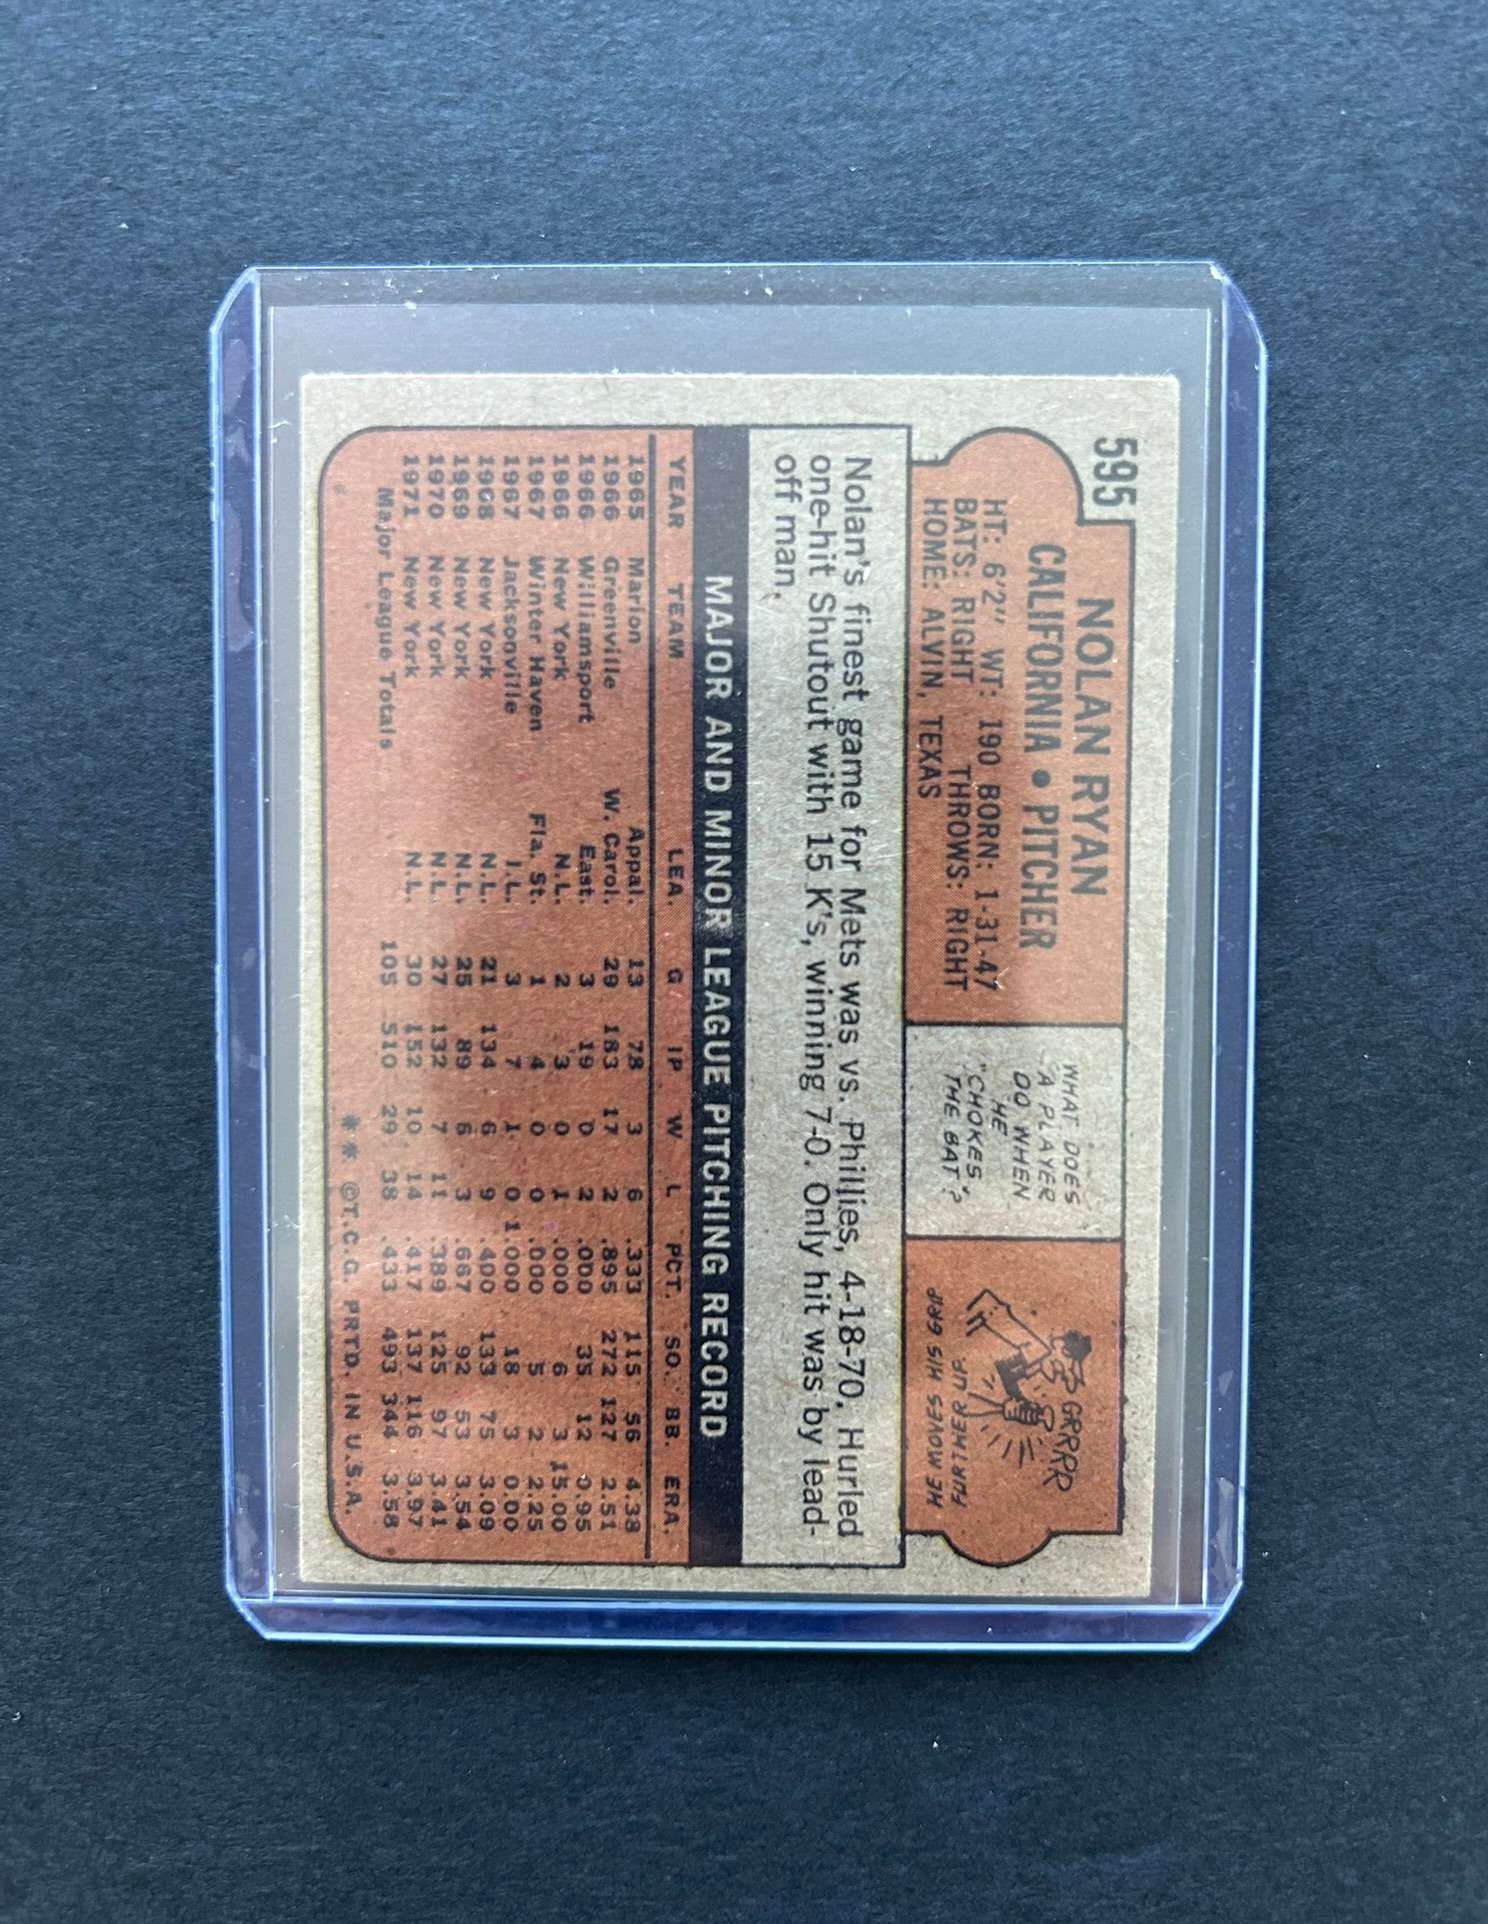 595
NOLAN RYAN
CALIFORNIA • PITCHER
HT: 6'2" WT: 190 BORN: 1-31-47
BATS: RIGHT THROWS: RIGHT
HOME: ALVIN, TEXAS
WHAT DOES
A PLAYER
DO WHEN
HE
"CHOKES
THE BAT"?
GRRRR
HE MOVES HIS GRIP
FURTHER UP
Nolan's finest game for Mets was vs. Phillies, 4-18-70. Hurled
one-hit Shutout with 15 K's, winning 7-0. Only hit was by lead-
off man.
MAJOR AND MINOR LEAGUE PITCHING RECORD
YEAR TEAM LEA. G IP W L PCT. SO. BB. ERA.
1965 Marion Appal. 13 78 3 6 .333 115 56 4.38
1966 Greenville W. Carol. 29 183 17 2 .895 272 127 2.51
1966 Williamsport East. 3 19 0 2 .000 35 12 0.95
1966 New York N.L. 2 3 0 1 .000 6 3 15.00
1967 Winter Haven Fla. St. 1 4 0 0 .000 5 2 2.25
1967 Jacksonville I.L. 3 7 1 0 1.000 18 3 0.00
1968 New York N.L. 21 134 6 9 .400 133 75 3.09
1969 New York N.L. 25 89 6 3 .667 92 53 3.54
1970 New York N.L. 27 132 7 11 .389 125 97 3.41
1971 New York N.L. 30 152 10 14 .417 137 116 3.97
Major League Totals 105 510 29 38 .433 493 344 3.58
** ©T.C.G. PRTD. IN U.S.A.